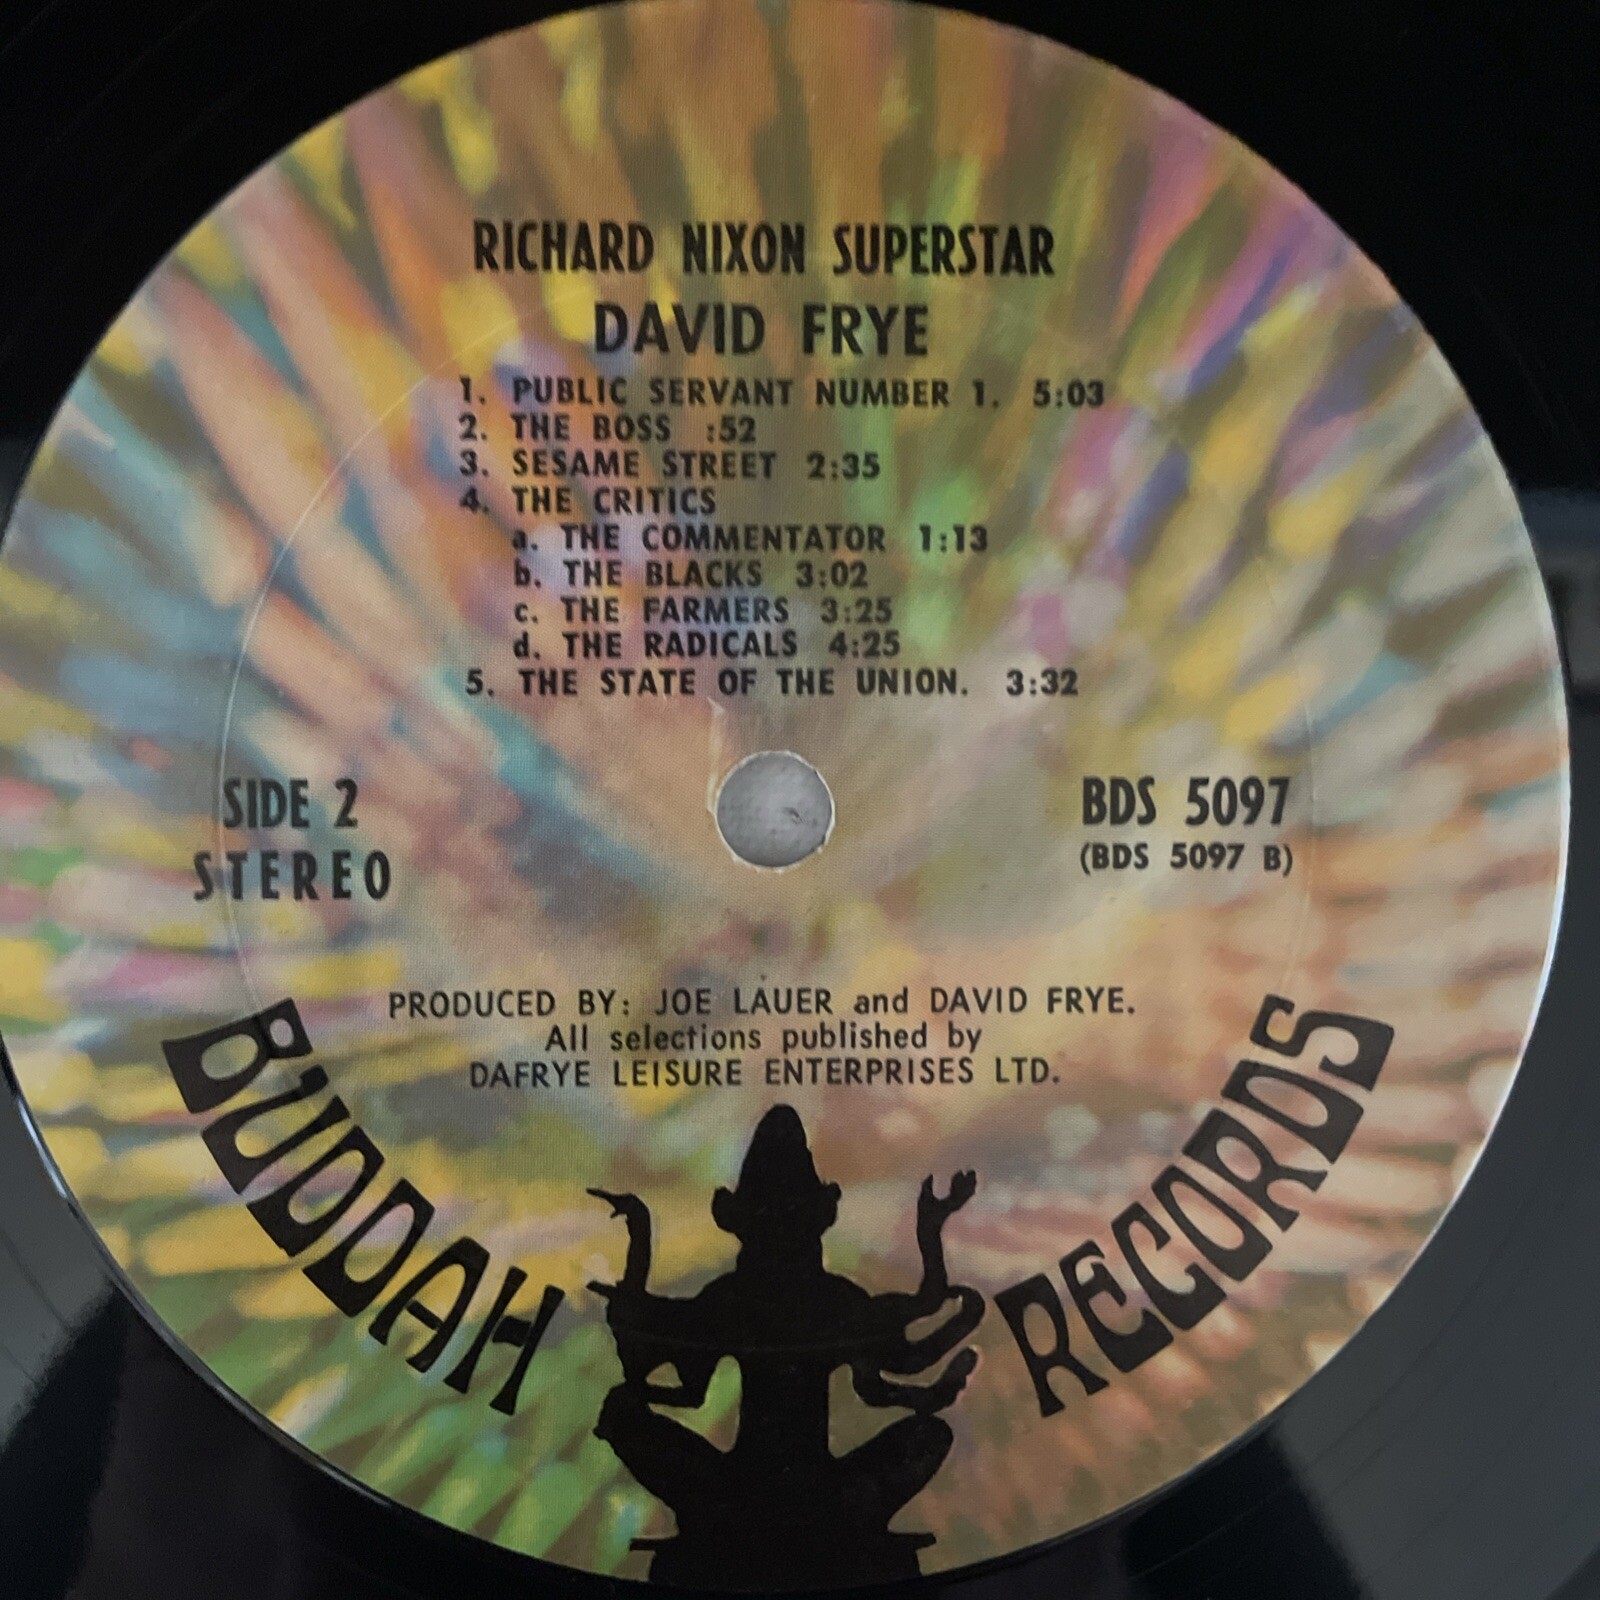 RICHARD NIXON SUPERSTAR
DAVID FRYE
1. PUBLIC SERVANT NUMBER 1. 5:03
2. THE BOSS :52
3. SESAME STREET 2:35
4. THE CRITICS
a. THE COMMENTATOR 1:13
b. THE BLACKS 3:02
c. THE FARMERS 3:25
d. THE RADICALS 4:25
5. THE STATE OF THE UNION. 3:32
SIDE 2
STEREO
BDS 5097
(BDS 5097 B)
PRODUCED BY: JOE LAUER and DAVID FRYE.
All selections published by
DAFRYE LEISURE ENTERPRISES LTD.
BUDDAH RECORDS